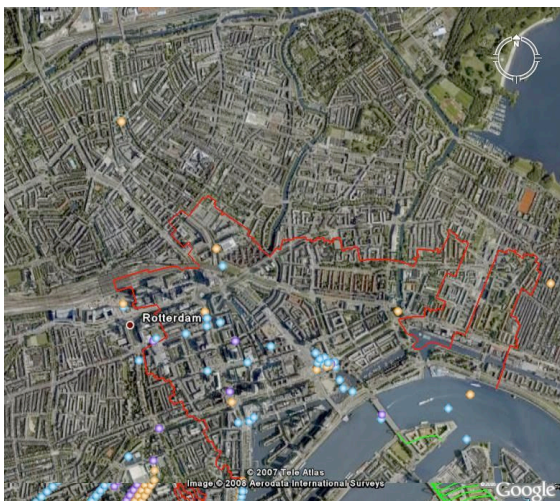 N
Rotterdam
© 2007 Tele Atlas
Image © 2008 Aerodata International Surveys
Google